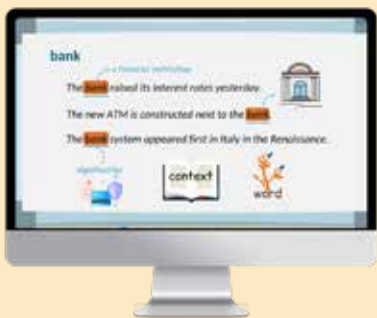 bank
a financial institution
The bank raised its interest rates yesterday.
The new ATM is constructed next to the bank.
The bank system appeared first in Italy in the Renaissance.
context
word